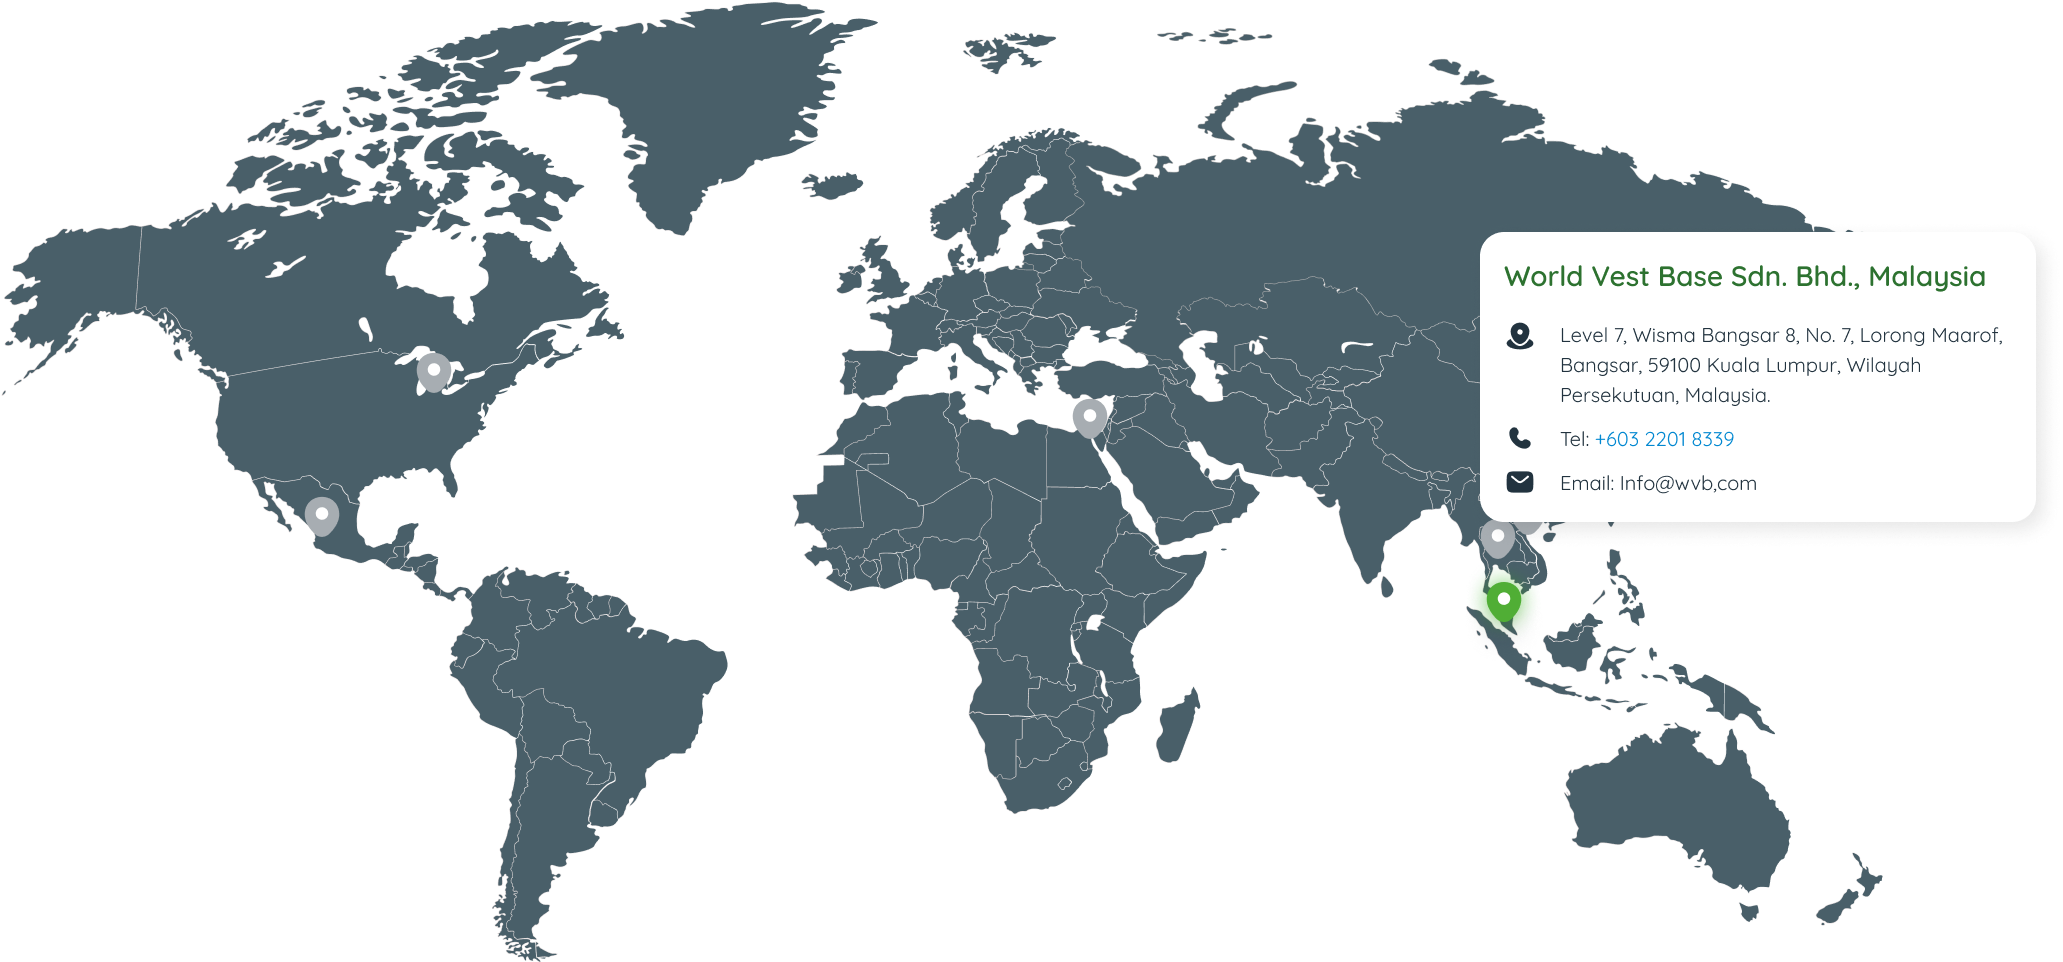 World Vest Base Sdn. Bhd., Malaysia
Level 7, Wisma Bangsar 8, No. 7, Lorong Maarof,
Bangsar, 59100 Kuala Lumpur, Wilayah
Persekutuan, Malaysia.
Tel: +603 2201 8339
Email: Info@wvb,com